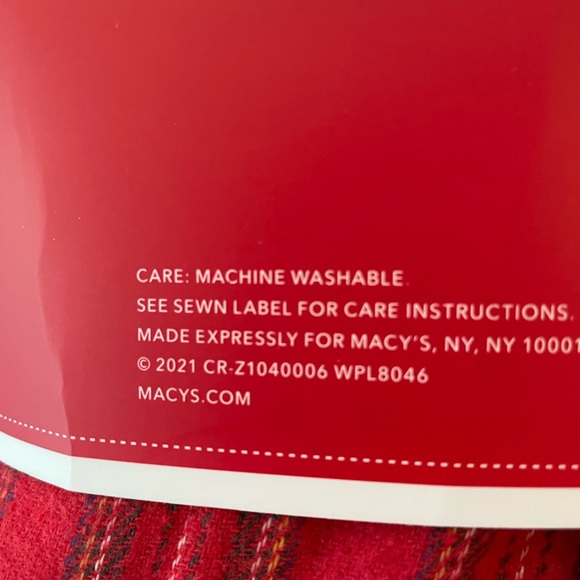 CARE: MACHINE WASHABLE.
SEE SEWN LABEL FOR CARE INSTRUCTIONS.
MADE EXPRESSLY FOR MACY'S, NY, NY 10001
© 2021 CR-Z1040006 WPL8046
MACYS.COM